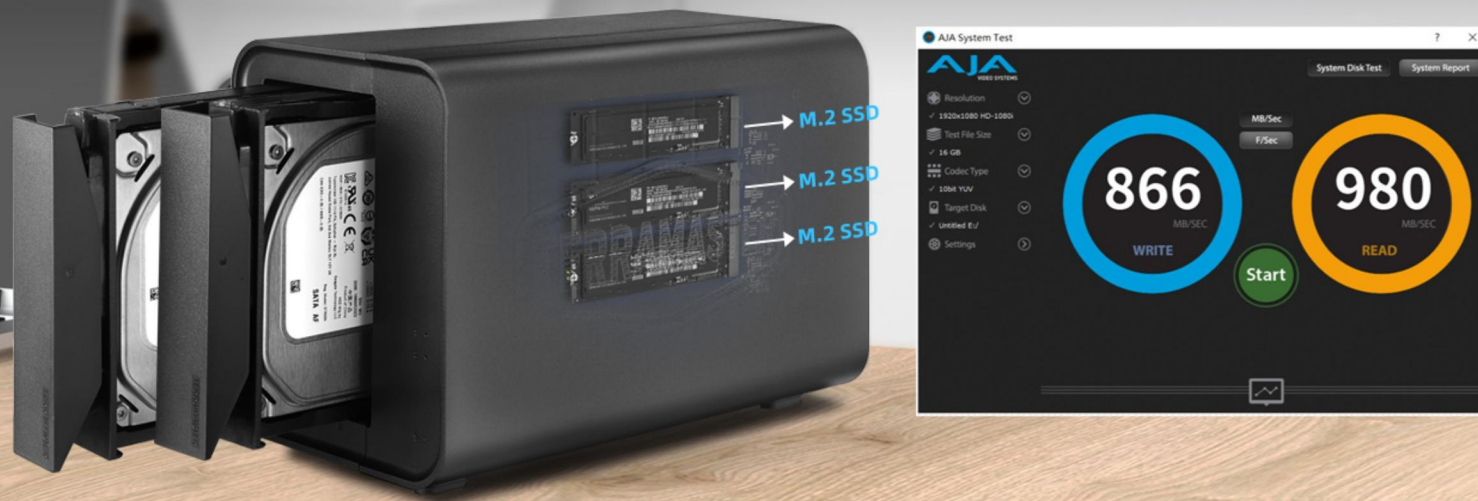 M.2 SSD
M.2 SSD
M.2 SSD
SATA AF
AJA System Test
? ×
AJA
VIDEO SYSTEMS
System Disk Test
System Report
Resolution
✓ 1920x1080 HD-1080i
Test File Size
✓ 16 GB
Codec Type
✓ 10bit YUV
Target Disk
✓ Untitled E:/
Settings
MB/Sec
F/Sec
866
MB/SEC
WRITE
980
MB/SEC
READ
Start